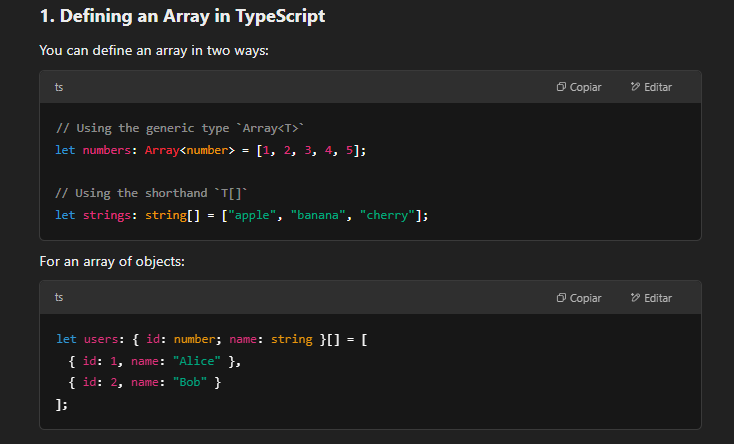 1. Defining an Array in TypeScript
You can define an array in two ways:
ts Copiar Editar
// Using the generic type `Array<T>`
let numbers: Array<number> = [1, 2, 3, 4, 5];
// Using the shorthand `T[]`
let strings: string[] = ["apple", "banana", "cherry"];
For an array of objects:
ts Copiar Editar
let users: { id: number; name: string }[] = [
  { id: 1, name: "Alice" },
  { id: 2, name: "Bob" }
];